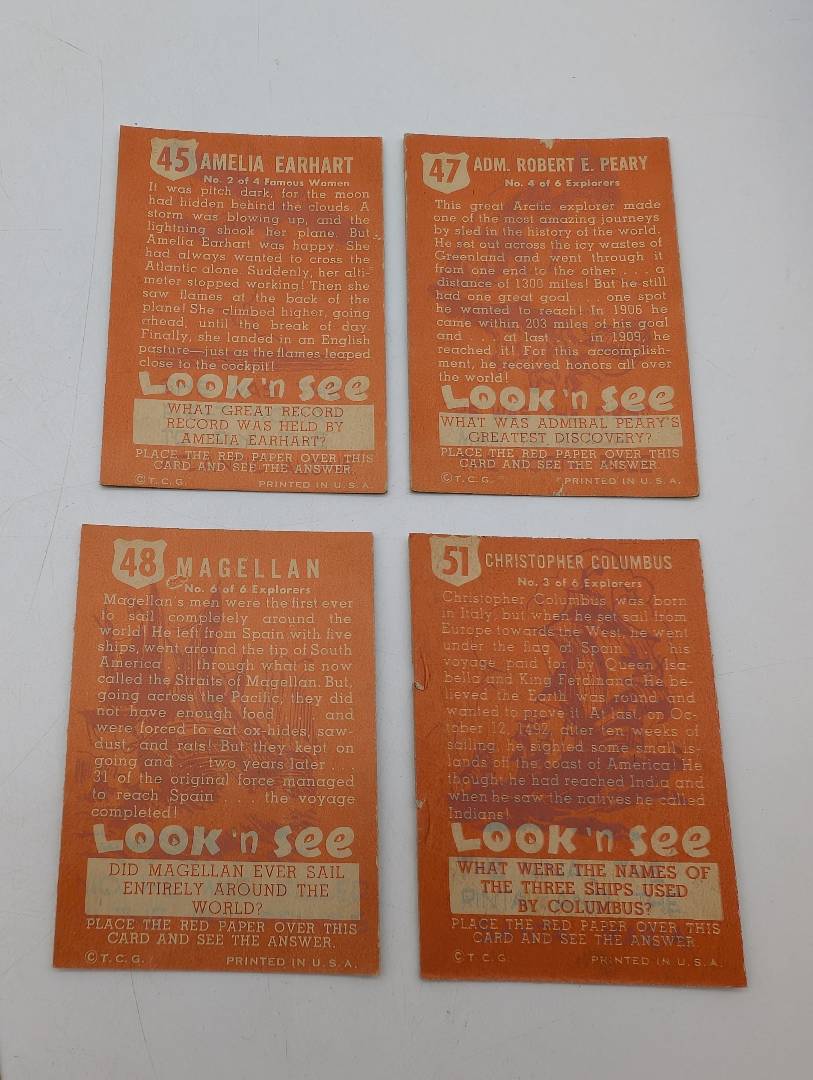 45 AMELIA EARHART
No. 2 of 4 Famous Women
It was pitch dark, for the moon
had hidden behind the clouds. A
storm was blowing up, and the
lightning shook her plane. But
Amelia Earhart was happy. She
had always wanted to cross the
Atlantic alone. Suddenly, her alti-
meter stopped working! Then she
saw flames at the back of the
plane! She climbed higher, going
ahead, until the break of day.
Finally, she landed in an English
pasture—just as the flames leaped
close to the cockpit!
LOOK 'n SEE
WHAT GREAT RECORD
RECORD WAS HELD BY
AMELIA EARHART?
PLACE THE RED PAPER OVER THIS
CARD AND SEE THE ANSWER.
© T. C. G. PRINTED IN U. S. A.
47 ADM. ROBERT E. PEARY
No. 4 of 6 Explorers
This great Arctic explorer made
one of the most amazing journeys
by sled in the history of the world.
He set out across the icy wastes of
Greenland and went through it
from one end to the other . . . a
distance of 1300 miles! But he still
had one great goal . . . one spot
he wanted to reach! In 1906 he
came within 203 miles of his goal
and . . . at last . . . in 1909, he
reached it! For this accomplish-
ment, he received honors all over
the world!
LOOK 'n SEE
WHAT WAS ADMIRAL PEARY'S
GREATEST DISCOVERY?
PLACE THE RED PAPER OVER THIS
CARD AND SEE THE ANSWER.
© T. C. G. PRINTED IN U. S. A.
48 MAGELLAN
No. 6 of 6 Explorers
Magellan's men were the first ever
to sail completely around the
world! He left from Spain with five
ships, went around the tip of South
America . . . through what is now
called the Straits of Magellan. But,
going across the Pacific, they did
not have enough food . . . and
were forced to eat ox-hides, saw-
dust, and rats! But they kept on
going and . . . two years later . . .
31 of the original force managed
to reach Spain . . . the voyage
completed!
LOOK 'n SEE
DID MAGELLAN EVER SAIL
ENTIRELY AROUND THE
WORLD?
PLACE THE RED PAPER OVER THIS
CARD AND SEE THE ANSWER.
© T. C. G. PRINTED IN U. S. A.
51 CHRISTOPHER COLUMBUS
No. 3 of 6 Explorers
Christopher Columbus was born
in Italy, but when he set sail from
Europe towards the West, he went
under the flag of Spain . . . his
voyage paid for by Queen Isa-
bella and King Ferdinand. He be-
lieved the Earth was round and
wanted to prove it. At last, on Oc-
tober 12, 1492, after ten weeks of
sailing, he sighted some small is-
lands off the coast of America! He
thought he had reached India and
when he saw the natives he called
Indians!
LOOK 'n SEE
WHAT WERE THE NAMES OF
THE THREE SHIPS USED
BY COLUMBUS?
PLACE THE RED PAPER OVER THIS
CARD AND SEE THE ANSWER.
© T. C. G. PRINTED IN U. S. A.